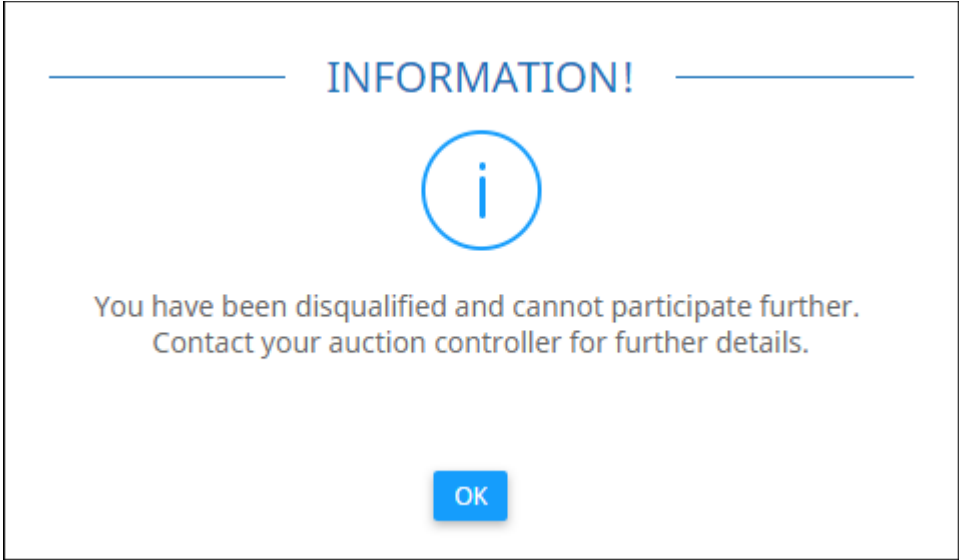 INFORMATION!
i
You have been disqualified and cannot participate further.
Contact your auction controller for further details.
OK